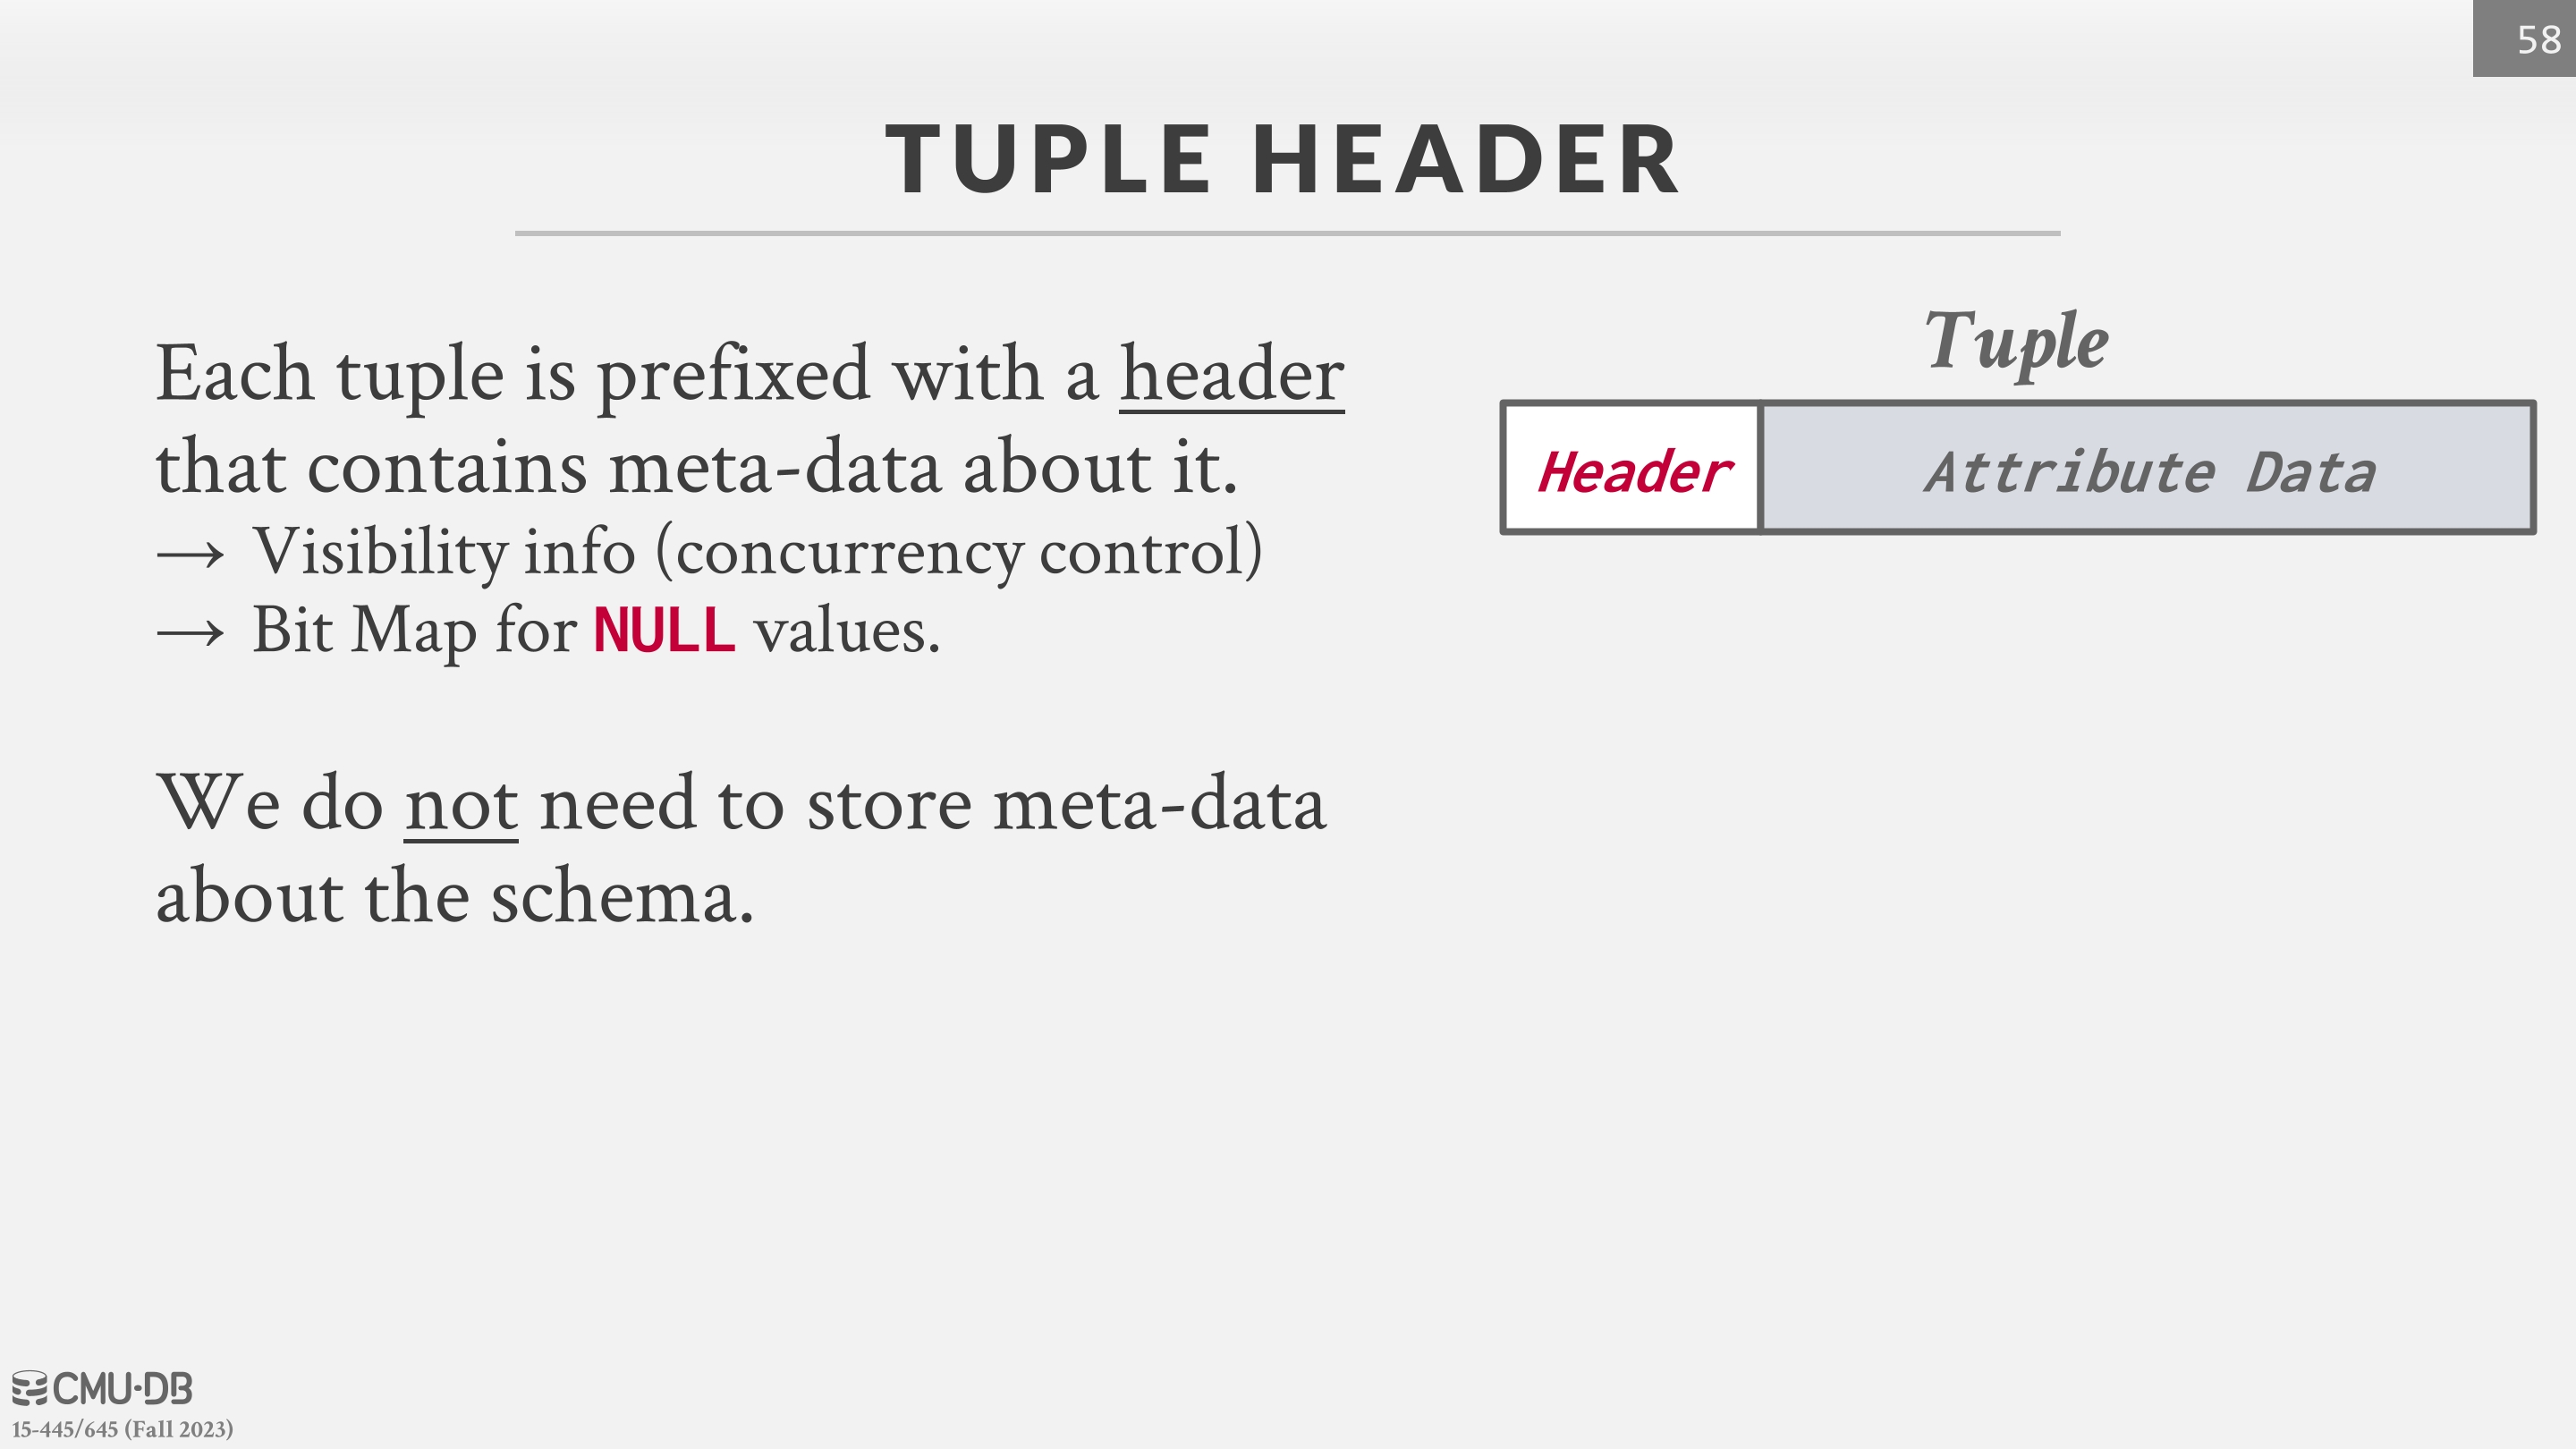 58
TUPLE HEADER
Each tuple is prefixed with a header
that contains meta-data about it.
→ Visibility info (concurrency control)
→ Bit Map for NULL values.
We do not need to store meta-data
about the schema.
Tuple
Header Attribute Data
CMU·DB
15-445/645 (Fall 2023)